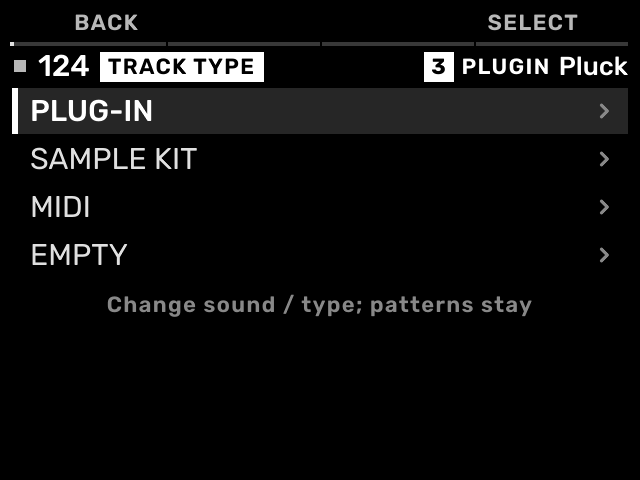 BACK SELECT
124 TRACK TYPE 3 PLUGIN Pluck
PLUG-IN
SAMPLE KIT
MIDI
EMPTY
Change sound / type; patterns stay